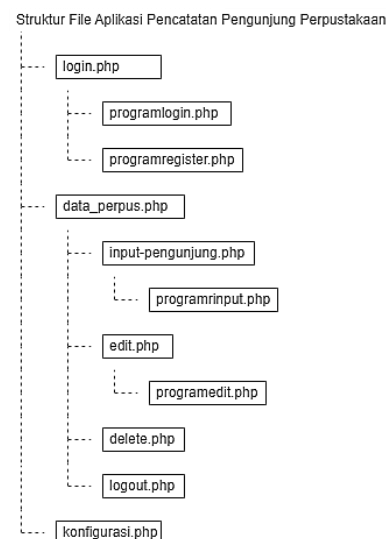 Struktur File Aplikasi Pencatatan Pengunjung Perpustakaan
login.php
programlogin.php
programregister.php
data_perpus.php
input-pengunjung.php
programrinput.php
edit.php
programedit.php
delete.php
logout.php
konfigurasi.php